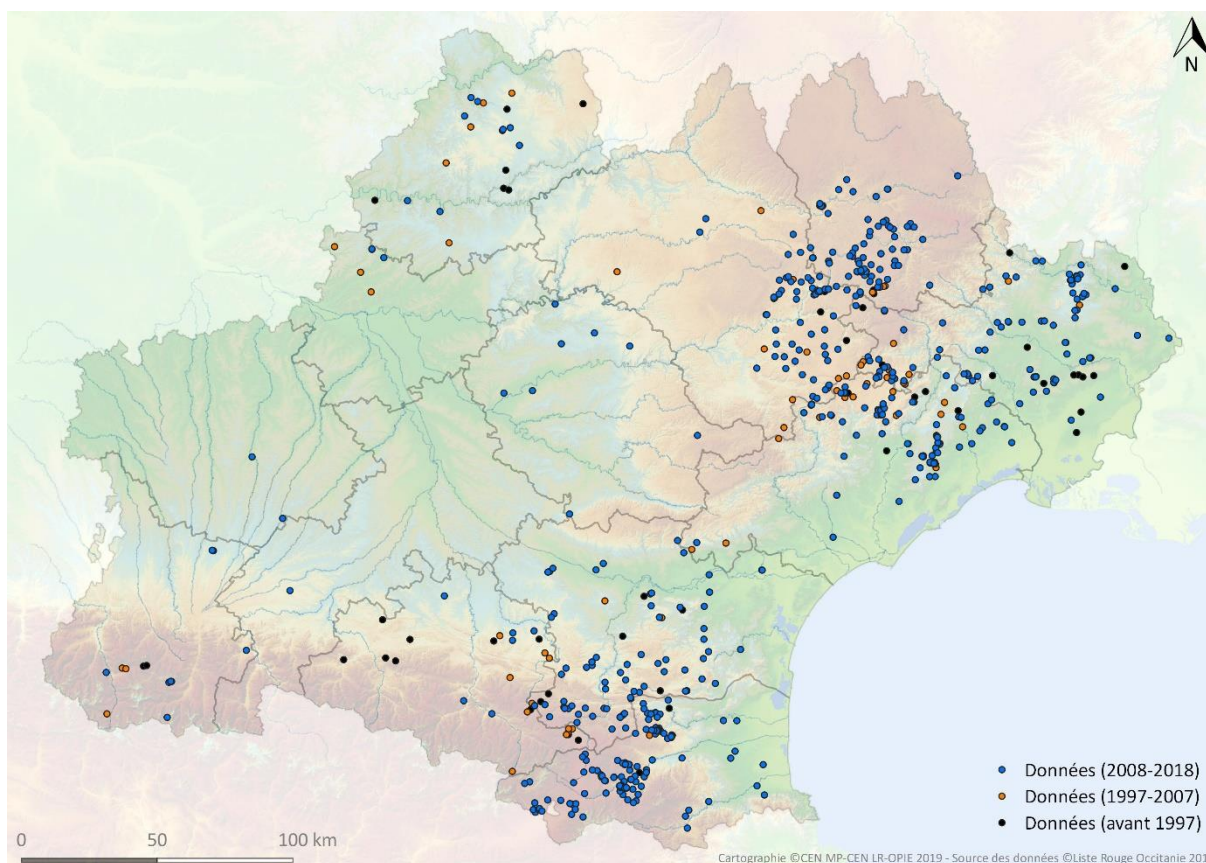 N
Données (2008-2018)
Données (1997-2007)
Données (avant 1997)
0 50 100 km
Cartographie ©CEN MP-CEN LR-OPIE 2019 - Source des données ©Liste Rouge Occitanie 201